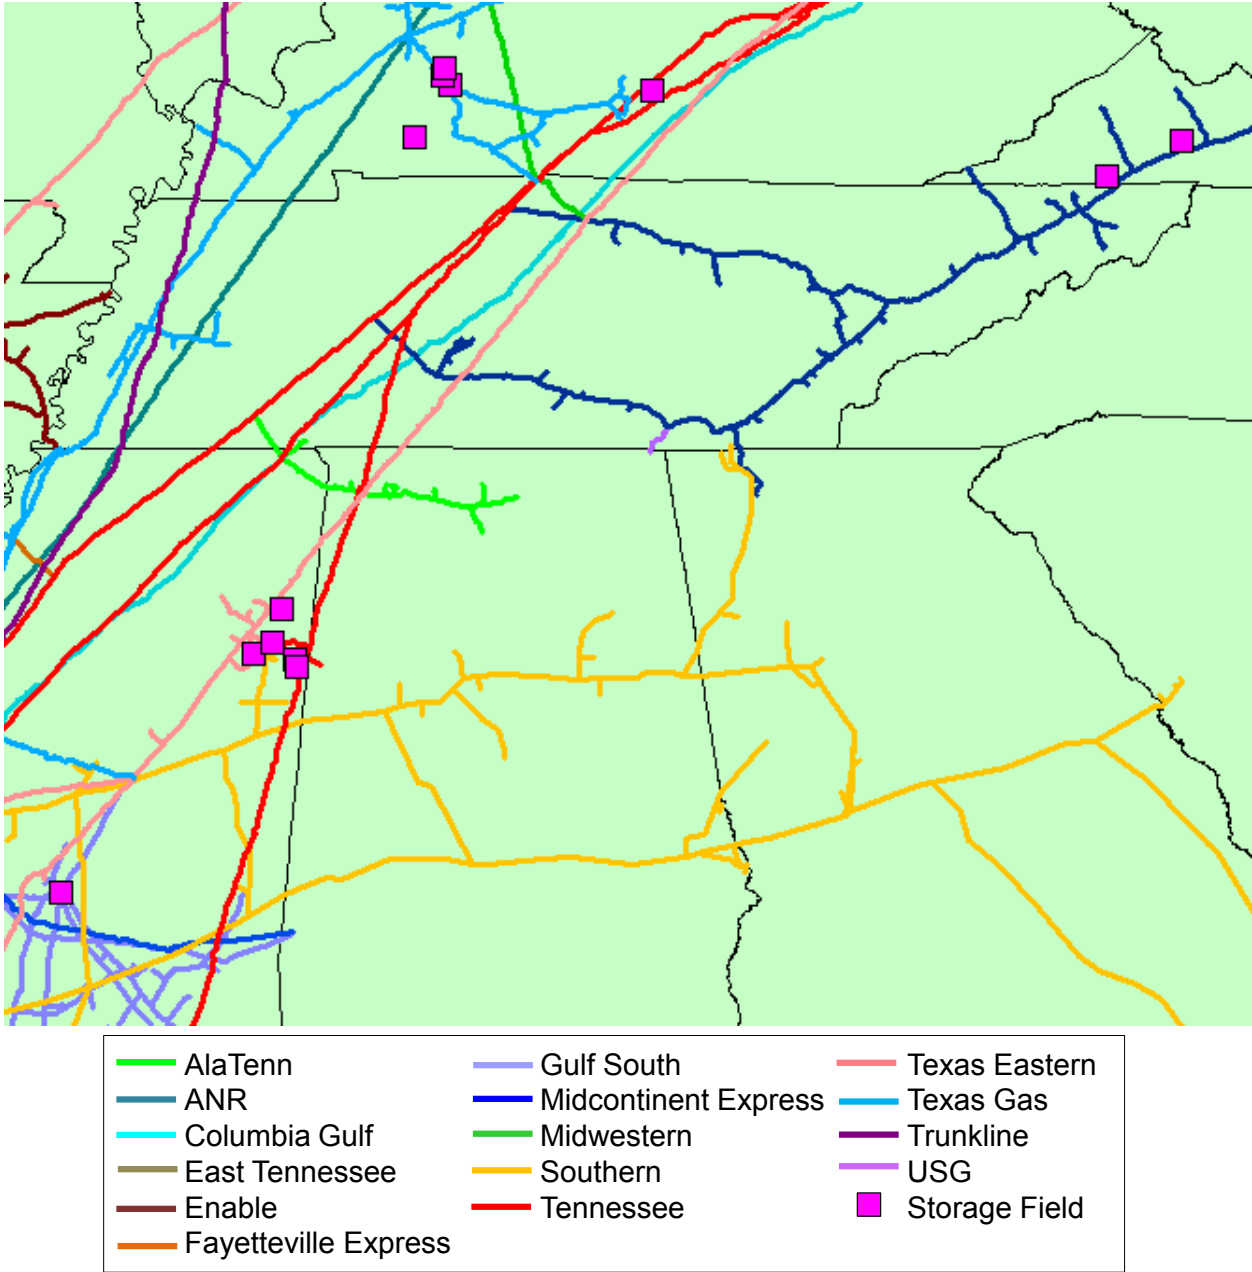 AlaTenn
ANR
Columbia Gulf
East Tennessee
Enable
Fayetteville Express
Gulf South
Midcontinent Express
Midwestern
Southern
Tennessee
Texas Eastern
Texas Gas
Trunkline
USG
Storage Field